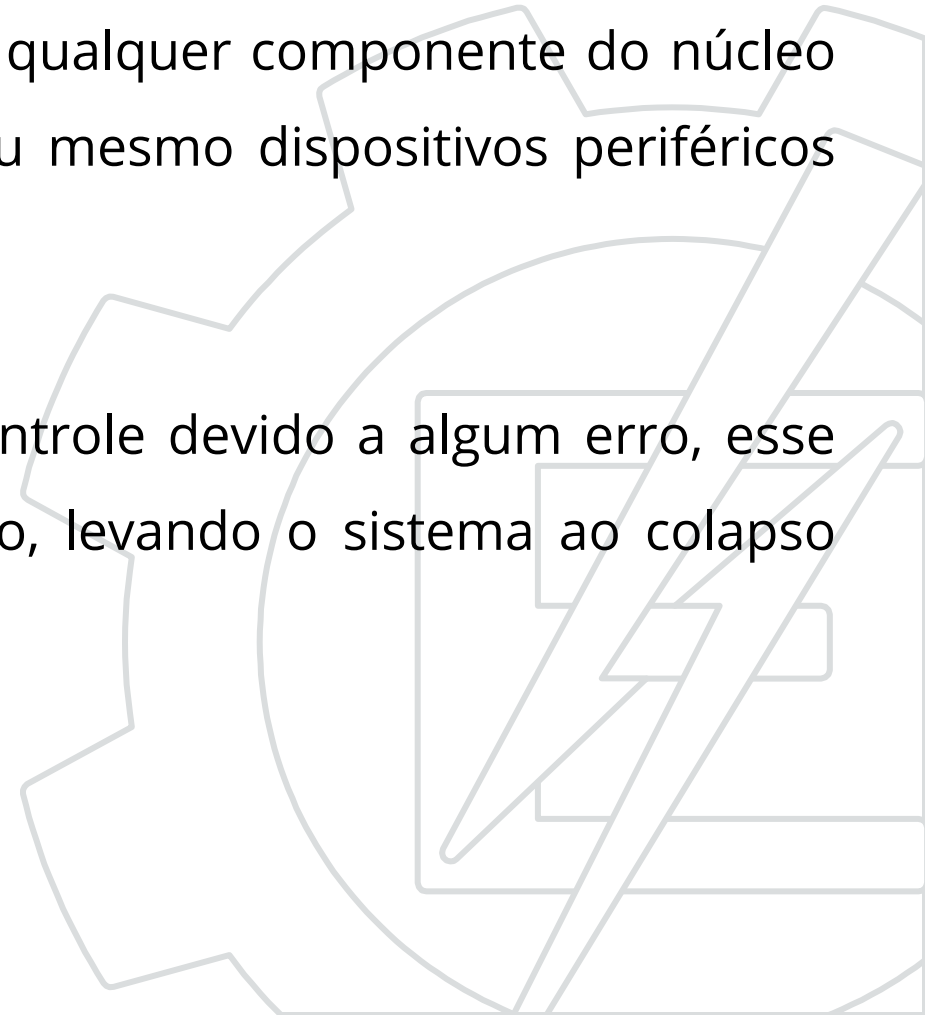 qualquer componente do núcleo
u mesmo dispositivos periféricos
ntrole devido a algum erro, esse
o, levando o sistema ao colapso